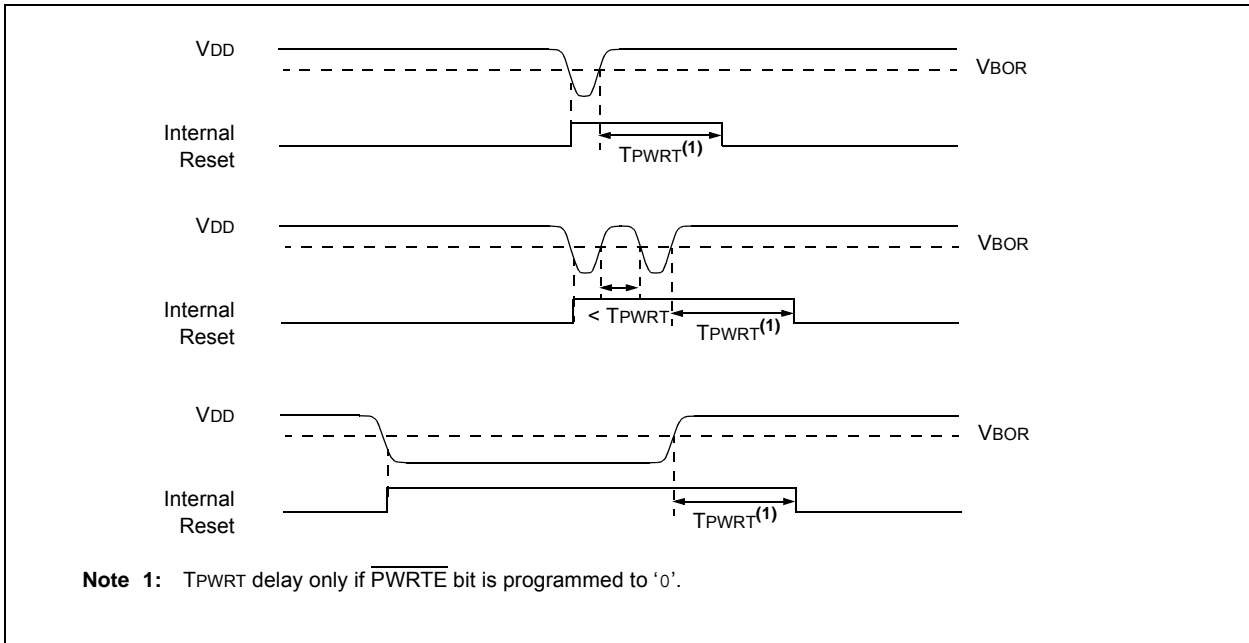 VDD
VBOR
Internal
Reset
TPWRT(1)
VDD
VBOR
Internal
Reset
< TPWRT
TPWRT(1)
VDD
VBOR
Internal
Reset
TPWRT(1)
Note 1: TPWRT delay only if PWRTE bit is programmed to ‘0’.